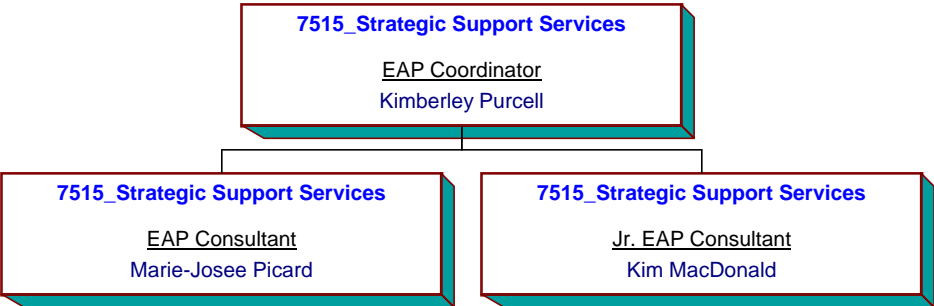 7515_Strategic Support Services
EAP Coordinator
Kimberley Purcell
7515_Strategic Support Services
EAP Consultant
Marie-Josee Picard
7515_Strategic Support Services
Jr. EAP Consultant
Kim MacDonald